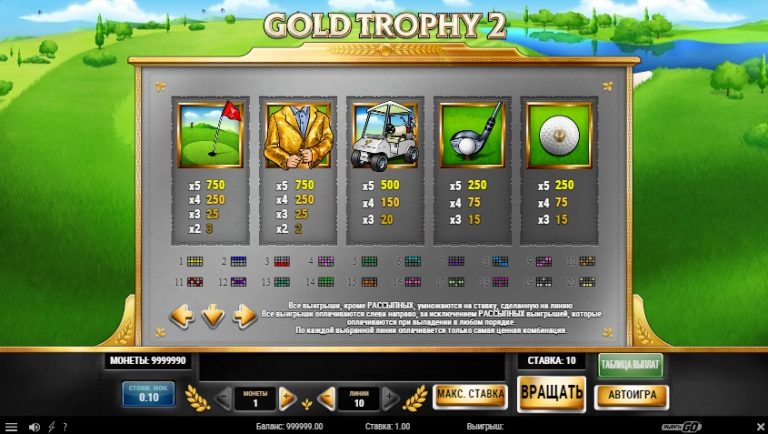 GOLD TROPHY 2
x5 750
x4 250
x3 25
x2 3
x5 750
x4 250
x3 25
x2 2
x5 500
x4 150
x3 20
x5 250
x4 75
x3 15
x5 250
x4 75
x3 15
1 2 3 4 5 6 7 8 9 10
11 12 13 14 15 16 17 18 19 20
Все выигрыши, кроме РАССЫПНЫХ, умножаются на ставку, сделанную на линию
Все выигрыши оплачиваются слева направо, за исключением РАССЫПНЫХ выигрышей, которые
оплачиваются при выпадении в любом порядке.
По каждой выбранной линии оплачивается только самая ценная комбинация.
МОНЕТЫ: 9999990
СТАВКА: 10
ТАБЛИЦА ВЫПЛАТ
СТОИМ. МОН.
0.10
МОНЕТЫ
1
ЛИНИИ
10
МАКС. СТАВКА
ВРАЩАТЬ
АВТОИГРА
Баланс: 999999.00 Ставка: 1.00 Выигрыш:
PLAY'N GO